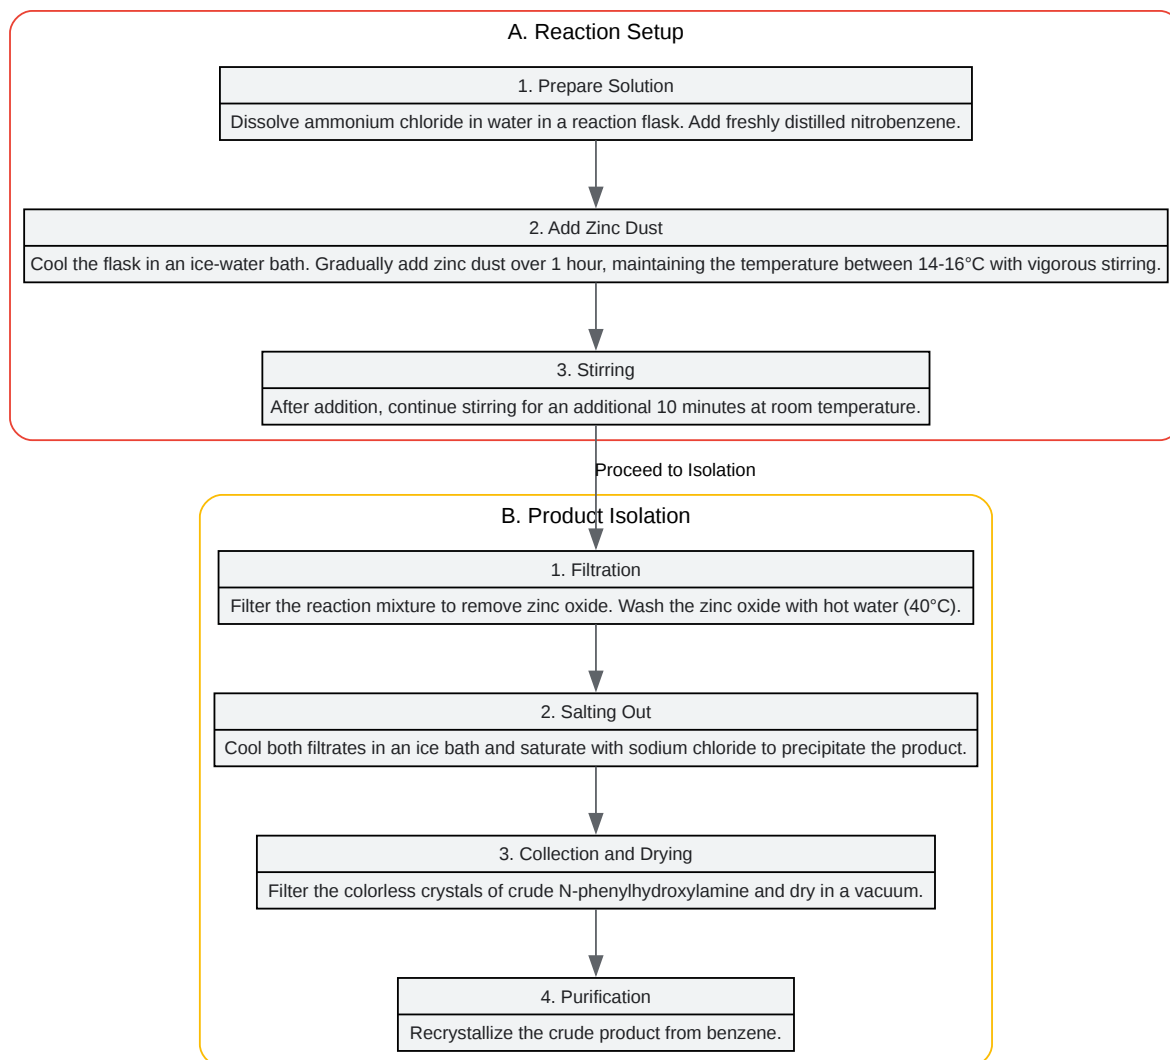 A. Reaction Setup
1. Prepare Solution
Dissolve ammonium chloride in water in a reaction flask. Add freshly distilled nitrobenzene.
2. Add Zinc Dust
Cool the flask in an ice-water bath. Gradually add zinc dust over 1 hour, maintaining the temperature between 14-16°C with vigorous stirring.
3. Stirring
After addition, continue stirring for an additional 10 minutes at room temperature.
Proceed to Isolation
B. Product Isolation
1. Filtration
Filter the reaction mixture to remove zinc oxide. Wash the zinc oxide with hot water (40°C).
2. Salting Out
Cool both filtrates in an ice bath and saturate with sodium chloride to precipitate the product.
3. Collection and Drying
Filter the colorless crystals of crude N-phenylhydroxylamine and dry in a vacuum.
4. Purification
Recrystallize the crude product from benzene.